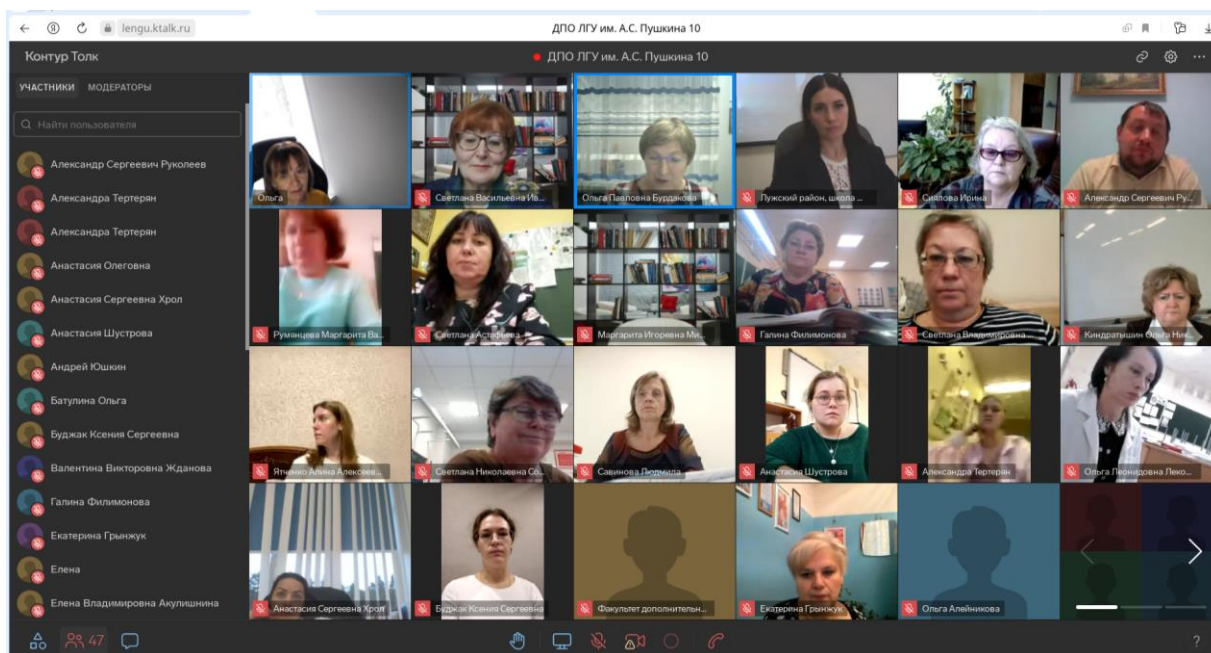 lengu.ktalk.ru
ДПО ЛГУ им. А.С. Пушкина 10
Контур Толк
ДПО ЛГУ им. А.С. Пушкина 10
УЧАСТНИКИ МОДЕРАТОРЫ
Найти пользователя
Александр Сергеевич Руколеев
Александра Тертерян
Александра Тертерян
Анастасия Олеговна
Анастасия Сергеевна Хрол
Анастасия Шустрова
Андрей Юшкин
Батулина Ольга
Буджак Ксения Сергеевна
Валентина Викторовна Жданова
Галина Филимонова
Екатерина Грынжук
Елена
Елена Владимировна Акулишнина
47
Ольга
Светлана Васильевна Ив...
Ольга Павловна Бурдакова
Лужский район, школа ...
Сияпова Ирина
Александр Сергеевич Ру...
Румянцева Маргарита Ва...
Светлана Астафьева
Маргарита Игоревна Ми...
Галина Филимонова
Светлана Владимировна ...
Киндратышин Ольга Ник...
Ятченко Алина Алексеев...
Светлана Николаевна Со...
Савинова Людмила
Анастасия Шустрова
Александра Тертерян
Ольга Леонидовна Леко...
Анастасия Сергеевна Хрол
Буджак Ксения Сергеевна
Факультет дополнительн...
Екатерина Грынжук
Ольга Алейникова
?